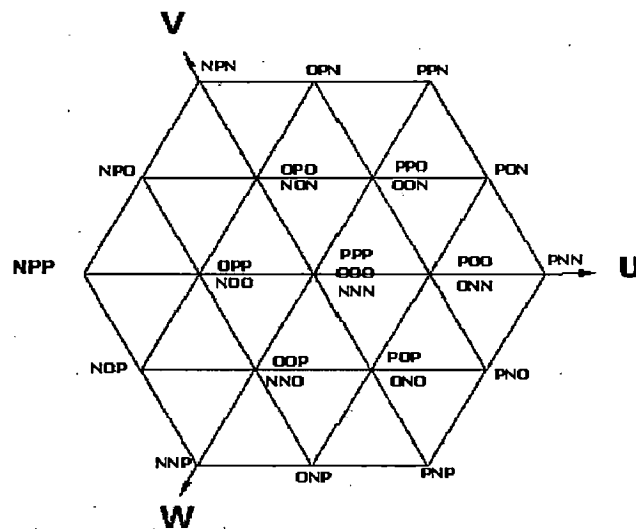 V
NPN OPN PPN
NPO OPO PPO PON
NON OON
NPP OPP PPP POO PNN U
NOO OOO ONN
NNN
NOP OOP POP PNO
NNO ONO
NNP ONP PNP
W